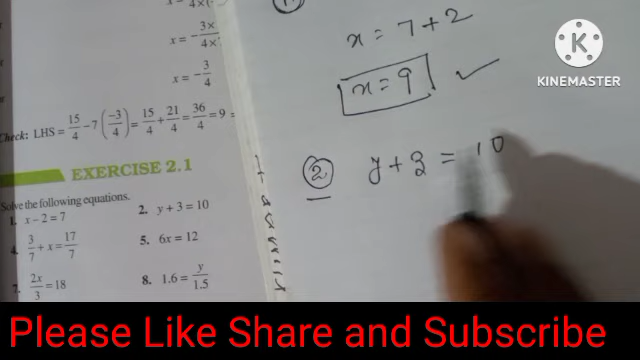 x = - 3x
4×
x = - 3/4
Check: LHS = 15/4 - 7(-3/4) = 15/4 + 21/4 = 36/4 = 9 =
EXERCISE 2.1
Solve the following equations.
1. x - 2 = 7
2. y + 3 = 10
4. 3/7 + x = 17/7
5. 6x = 12
7. 2x/3 = 18
8. 1.6 = y/1.5
x = 7 + 2
x = 9 ✓
② y + 3 = 10
KINEMASTER
Please Like Share and Subscribe